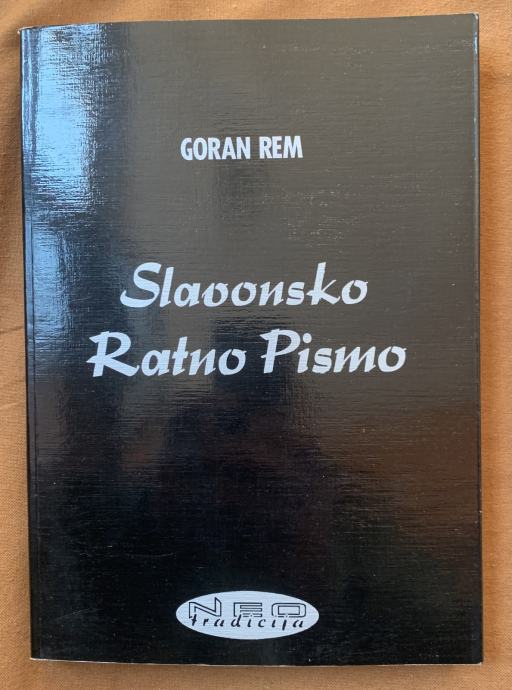 GORAN REM
Slavonsko
Ratno Pismo
NEO
tradicija